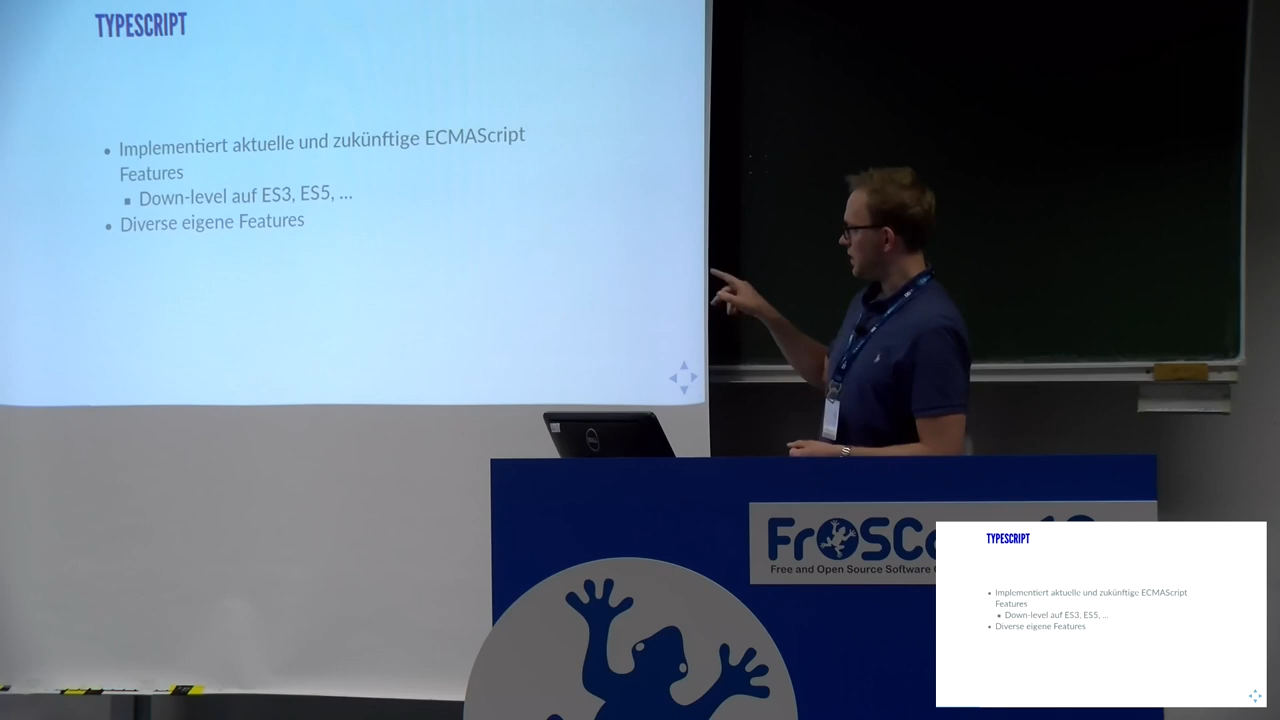 TYPESCRIPT
• Implementiert aktuelle und zukünftige ECMAScript
Features
▪ Down-level auf ES3, ES5, ...
• Diverse eigene Features
DELL
Free and Open Source Software
TYPESCRIPT
• Implementiert aktuelle und zukünftige ECMAScript
Features
▪ Down-level auf ES3, ES5, ...
• Diverse eigene Features